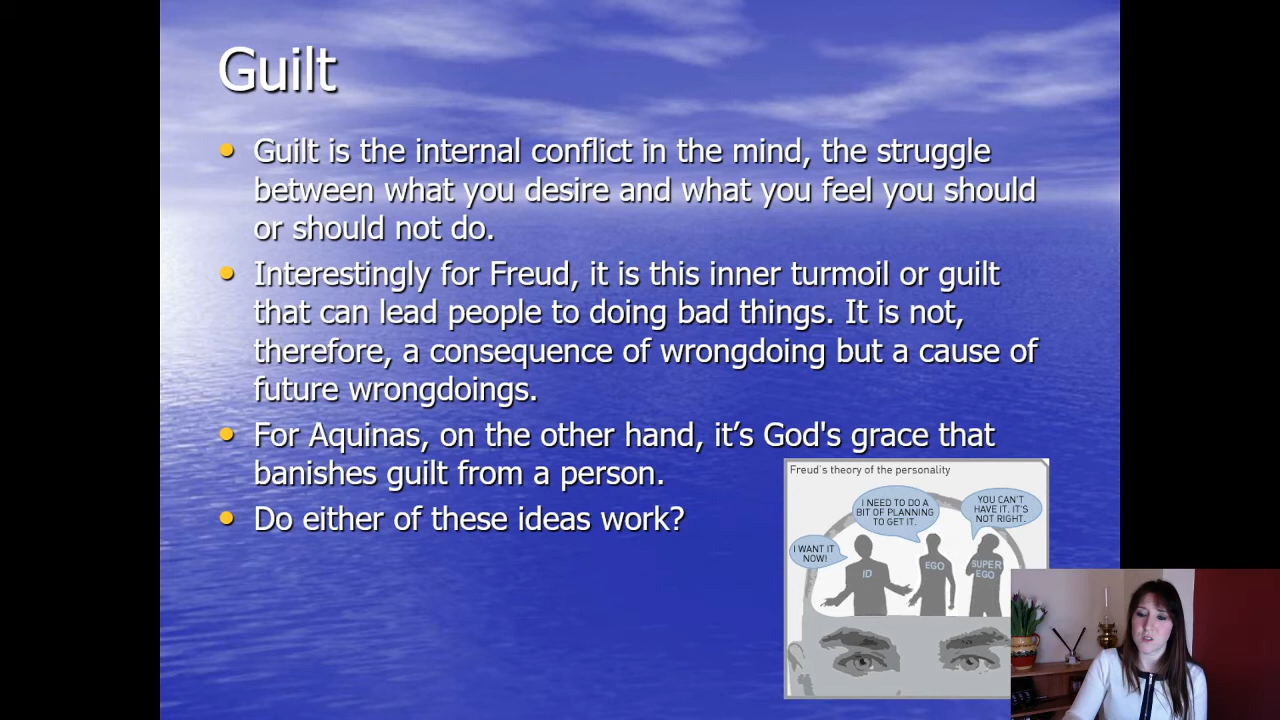 Guilt
• Guilt is the internal conflict in the mind, the struggle
between what you desire and what you feel you should
or should not do.
• Interestingly for Freud, it is this inner turmoil or guilt
that can lead people to doing bad things. It is not,
therefore, a consequence of wrongdoing but a cause of
future wrongdoings.
• For Aquinas, on the other hand, it’s God's grace that
banishes guilt from a person.
• Do either of these ideas work?
Freud's theory of the personality
I WANT IT
NOW!
I NEED TO DO A
BIT OF PLANNING
TO GET IT.
YOU CAN'T
HAVE IT. IT'S
NOT RIGHT.
ID
EGO
SUPER
EGO